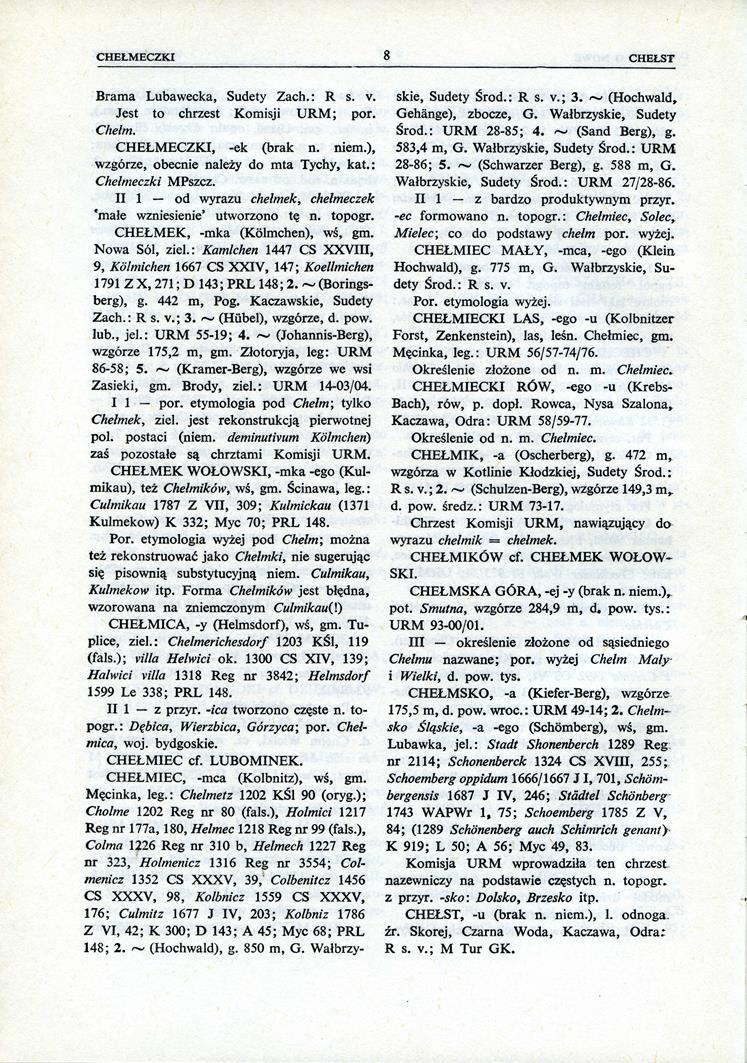 CHEŁMECZKI
8
CHEŁST
Brama Lubawecka, Sudety Zach.: R s. v.
Jest to chrzest Komisji URM; por.
Chełm.
CHEŁMECZKI, -ek (brak n. niem.),
wzgórze, obecnie należy do mta Tychy, kat.:
Chełmeczki MPszcz.
II 1 — od wyrazu chełmek, chełmeczek
‘małe wzniesienie’ utworzono tę n. topogr.
CHEŁMEK, -mka (Kölmchen), wś, gm.
Nowa Sól, ziel.: Kamlchen 1447 CS XXVIII,
9, Kölmichen 1667 CS XXIV, 147; Koellmichen
1791 Z X, 271; D 143; PRL 148; 2. ~ (Borings-
berg), g. 442 m, Pog. Kaczawskie, Sudety
Zach.: R s. v.; 3. ~ (Hübel), wzgórze, d. pow.
lub., jel.: URM 55-19; 4. ~ (Johannis-Berg),
wzgórze 175,2 m, gm. Złotoryja, leg: URM
86-58; 5. ~ (Kramer-Berg), wzgórze we wsi
Zasieki, gm. Brody, ziel.: URM 14-03/04.
I 1 — por. etymologia pod Chełm; tylko
Chełmek, ziel. jest rekonstrukcją pierwotnej
pol. postaci (niem. deminutivum Kölmchen)
zaś pozostałe są chrztami Komisji URM.
CHEŁMEK WOŁOWSKI, -mka -ego (Kul-
mikau), też Chełmików, wś, gm. Ścinawa, leg.:
Culmikau 1787 Z VII, 309; Kulmickau (1371
Kulmekow) K 332; Myc 70; PRL 148.
Por. etymologia wyżej pod Chełm; można
też rekonstruować jako Chełmki, nie sugerując
się pisownią substytucyjną niem. Culmikau,
Kulmekow itp. Forma Chełmików jest błędna,
wzorowana na zniemczonym Culmikau(!)
CHEŁMICA, -y (Helmsdorf), wś, gm. Tu-
plice, ziel.: Chelmerichesdorf 1203 KŚl, 119
(fals.); villa Helwici ok. 1300 CS XIV, 139;
Halwici villa 1318 Reg nr 3842; Helmsdorf
1599 Le 338; PRL 148.
II 1 — z przyr. -ica tworzono częste n. to-
pogr.: Dębica, Wierzbica, Górzyca; por. Cheł-
mica, woj. bydgoskie.
CHEŁMIEC cf. LUBOMINEK.
CHEŁMIEC, -mca (Kolbnitz), wś, gm.
Męcinka, leg.: Chelmetz 1202 KŚl 90 (oryg.);
Cholme 1202 Reg nr 80 (fals.), Holmici 1217
Reg nr 177a, 180, Helmec 1218 Reg nr 99 (fals.),
Colma 1226 Reg nr 310 b, Helmech 1227 Reg
nr 323, Holmenicz 1316 Reg nr 3554; Col-
menicz 1352 CS XXXV, 39, Colbenitcz 1456
CS XXXV, 98, Kolbnicz 1559 CS XXXV,
176; Culmitz 1677 J IV, 203; Kolbniz 1786
Z VI, 42; K 300; D 143; A 45; Myc 68; PRL
148; 2. ~ (Hochwald), g. 850 m, G. Wałbrzy-
skie, Sudety Środ.: R s. v.; 3. ~ (Hochwald,
Gehänge), zbocze, G. Wałbrzyskie, Sudety
Środ.: URM 28-85; 4. ~ (Sand Berg), g.
583,4 m, G. Wałbrzyskie, Sudety Środ.: URM
28-86; 5. ~ (Schwarzer Berg), g. 588 m, G.
Wałbrzyskie, Sudety Środ.: URM 27/28-86.
II 1 — z bardzo produktywnym przyr.
-ec formowano n. topogr.: Chełmiec, Solec,
Mielec; co do podstawy chełm por. wyżej.
CHEŁMIEC MAŁY, -mca, -ego (Klein
Hochwald), g. 775 m, G. Wałbrzyskie, Su-
dety Środ.: R s. v.
Por. etymologia wyżej.
CHEŁMIECKI LAS, -ego -u (Kolbnitzer
Forst, Zenkenstein), las, leśn. Chełmiec, gm.
Męcinka, leg.: URM 56/57-74/76.
Określenie złożone od n. m. Chełmiec.
CHEŁMIECKI RÓW, -ego -u (Krebs-
Bach), rów, p. dopł. Rowca, Nysa Szalona,
Kaczawa, Odra: URM 58/59-77.
Określenie od n. m. Chełmiec.
CHEŁMIK, -a (Oscherberg), g. 472 m,
wzgórza w Kotlinie Kłodzkiej, Sudety Środ.:
R s. v.; 2. ~ (Schulzen-Berg), wzgórze 149,3 m,
d. pow. średz.: URM 73-17.
Chrzest Komisji URM, nawiązujący do
wyrazu chełmik = chełmek.
CHEŁMIKÓW cf. CHEŁMEK WOŁOW-
SKI.
CHEŁMSKA GÓRA, -ej -y (brak n. niem.),
pot. Smutna, wzgórze 284,9 m, d. pow. tys.:
URM 93-00/01.
III — określenie złożone od sąsiedniego
Chełmu nazwane; por. wyżej Chełm Mały
i Wielki, d. pow. tys.
CHEŁMSKO, -a (Kiefer-Berg), wzgórze
175,5 m, d. pow. wroc.: URM 49-14; 2. Chełm-
sko Śląskie, -a -ego (Schömberg), wś, gm.
Lubawka, jel.: Stadt Shonenberch 1289 Reg
nr 2114; Schonenberck 1324 CS XVIII, 255;
Schoemberg oppidum 1666/1667 J I, 701, Schöm-
bergensis 1687 J IV, 246; Städtel Schönberg
1743 WAPWr 1, 75; Schoemberg 1785 Z V,
84; (1289 Schönenberg auch Schimrich genant)
K 919; L 50; A 56; Myc 49, 83.
Komisja URM wprowadziła ten chrzest
nazewniczy na podstawie częstych n. topogr.
z przyr. -sko: Dolsko, Brzesko itp.
CHEŁST, -u (brak n. niem.), l. odnoga
źr. Skorej, Czarna Woda, Kaczawa, Odra:
R s. v.; M Tur GK.